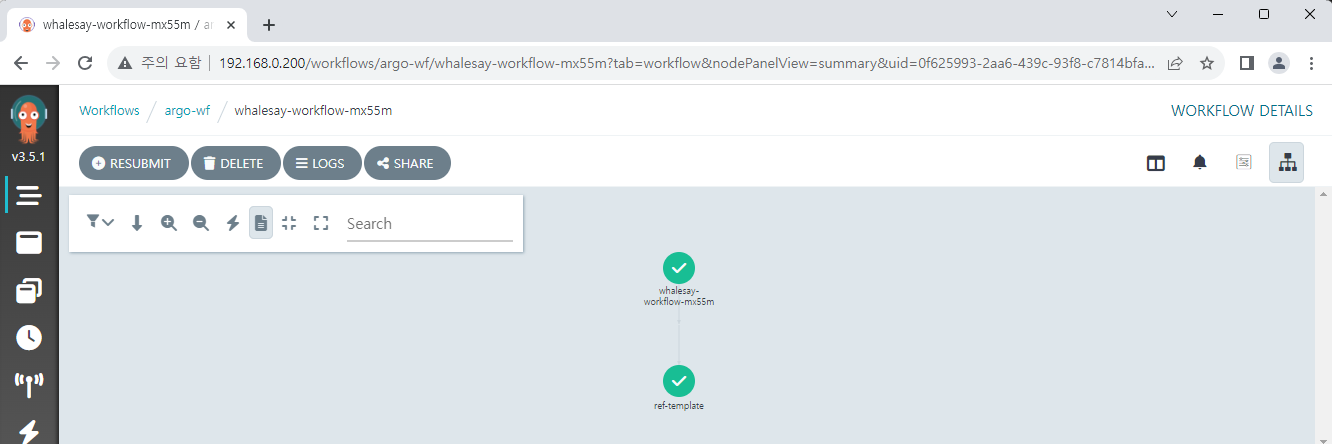 whalesay-workflow-mx55m / ar
주의 요함 | 192.168.0.200/workflows/argo-wf/whalesay-workflow-mx55m?tab=workflow&nodePanelView=summary&uid=0f625993-2aa6-439c-93f8-c7814bfa...
Workflows / argo-wf / whalesay-workflow-mx55m
WORKFLOW DETAILS
v3.5.1
RESUBMIT DELETE LOGS SHARE
Search
whalesay-
workflow-mx55m
ref-template